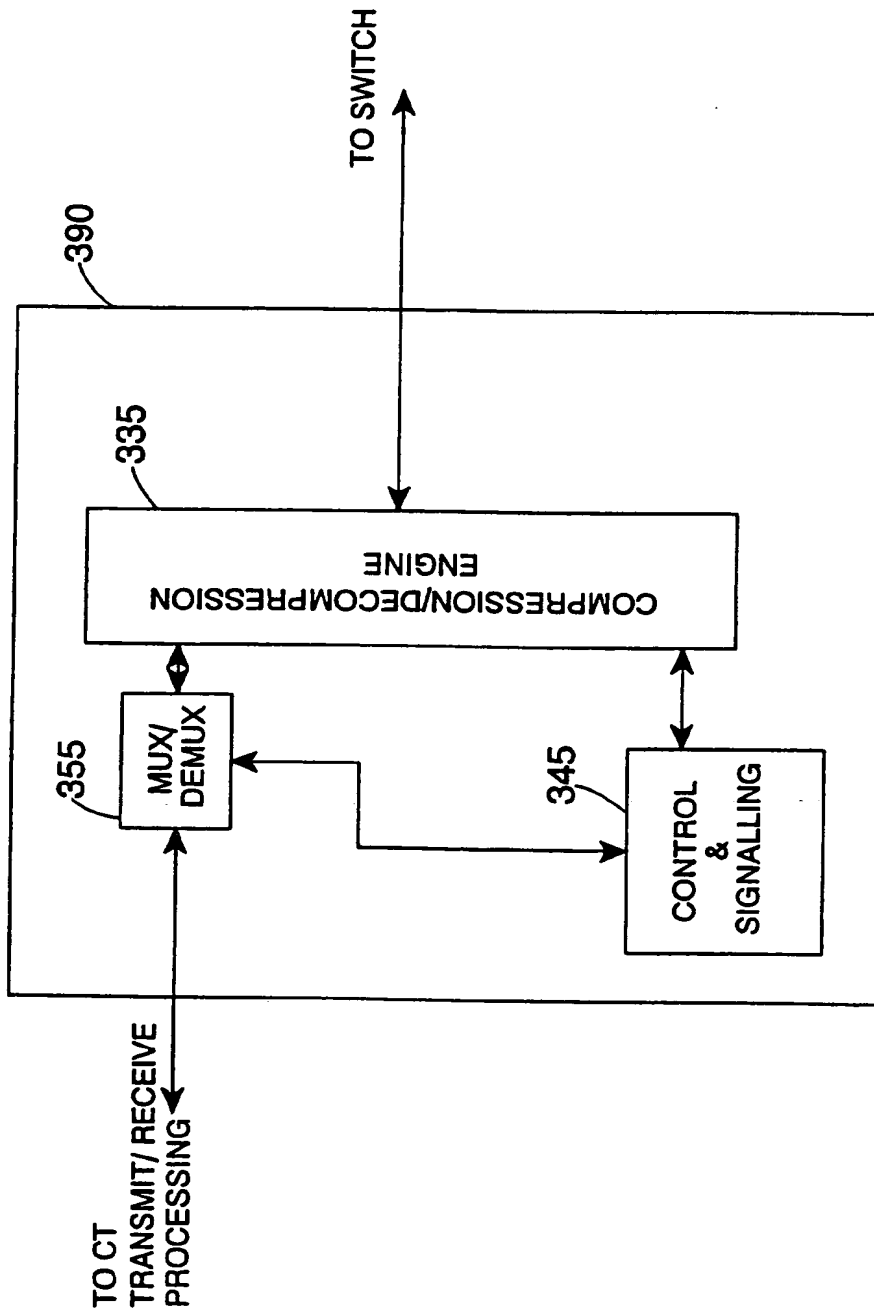 TO CT
TRANSMIT/ RECEIVE
PROCESSING
355
MUX/
DEMUX
345
CONTROL
&
SIGNALLING
335
COMPRESSION/DECOMPRESSION
ENGINE
390
TO SWITCH